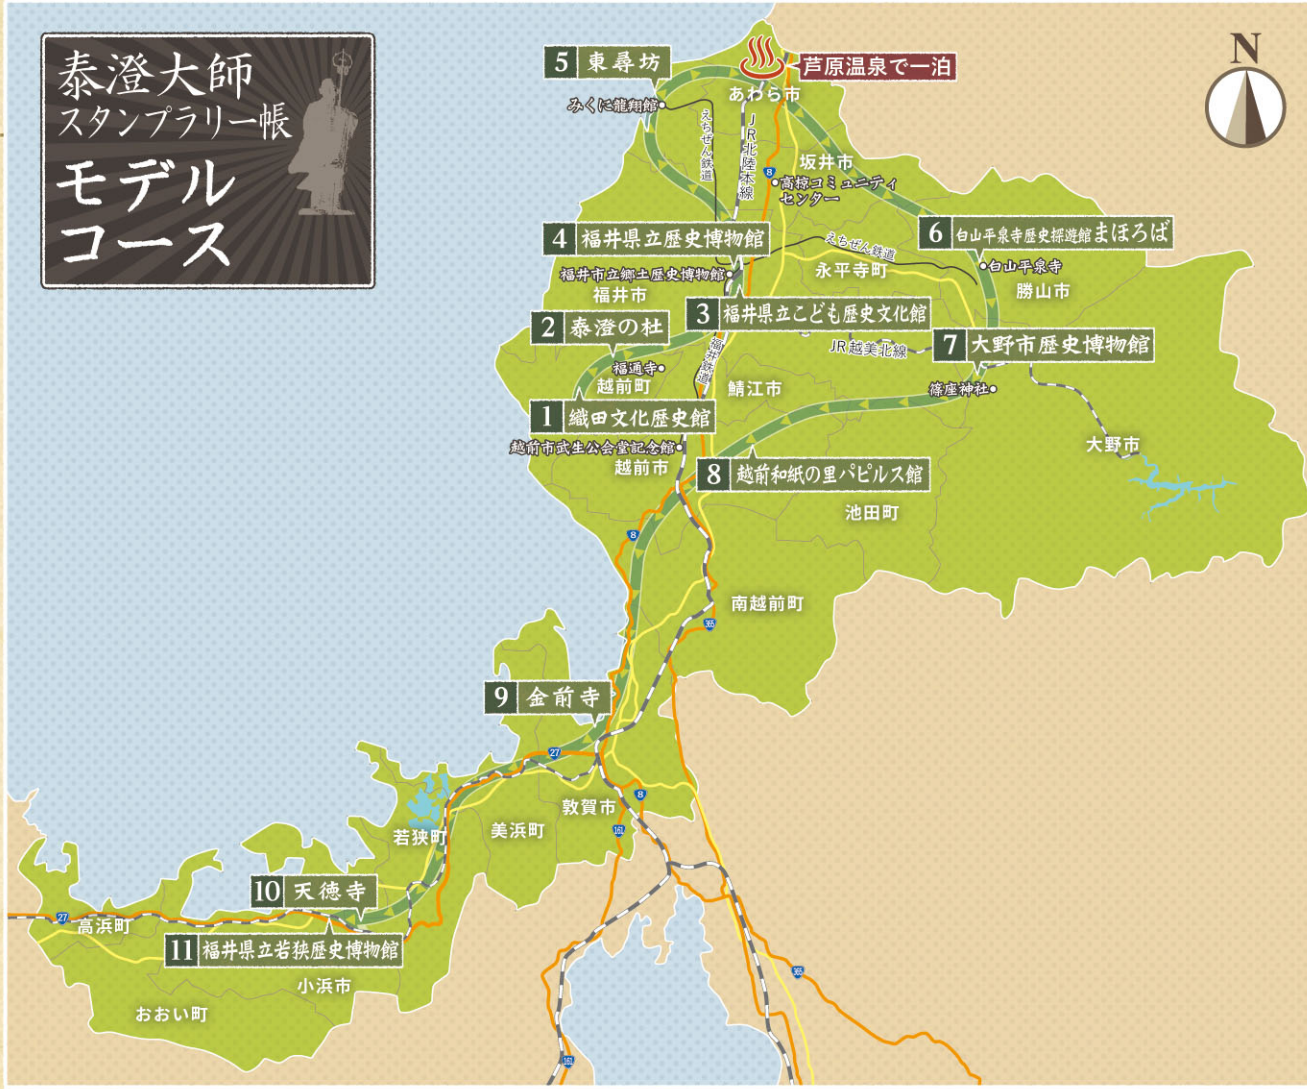 泰澄大師
スタンプラリー帳
モデル
コース
N
5 東尋坊
芦原温泉で一泊
みくに龍翔館
あわら市
えちぜん鉄道
JR北陸本線
坂井市
8
高椋コミュニティ
センター
4 福井県立歴史博物館
6 白山平泉寺歴史探遊館まほろば
えちぜん鉄道
福井市立郷土歴史博物館
永平寺町
白山平泉寺
福井市
勝山市
3 福井県立こども歴史文化館
2 泰澄の杜
JR越美北線
7 大野市歴史博物館
福井鉄道
福通寺
越前町
鯖江市
篠座神社
1 織田文化歴史館
越前市武生公会堂記念館
大野市
越前市
8 越前和紙の里パピルス館
池田町
8
南越前町
365
9 金前寺
27
8
敦賀市
美浜町
若狭町
161
10 天徳寺
27
高浜町
11 福井県立若狭歴史博物館
365
小浜市
おおい町
161